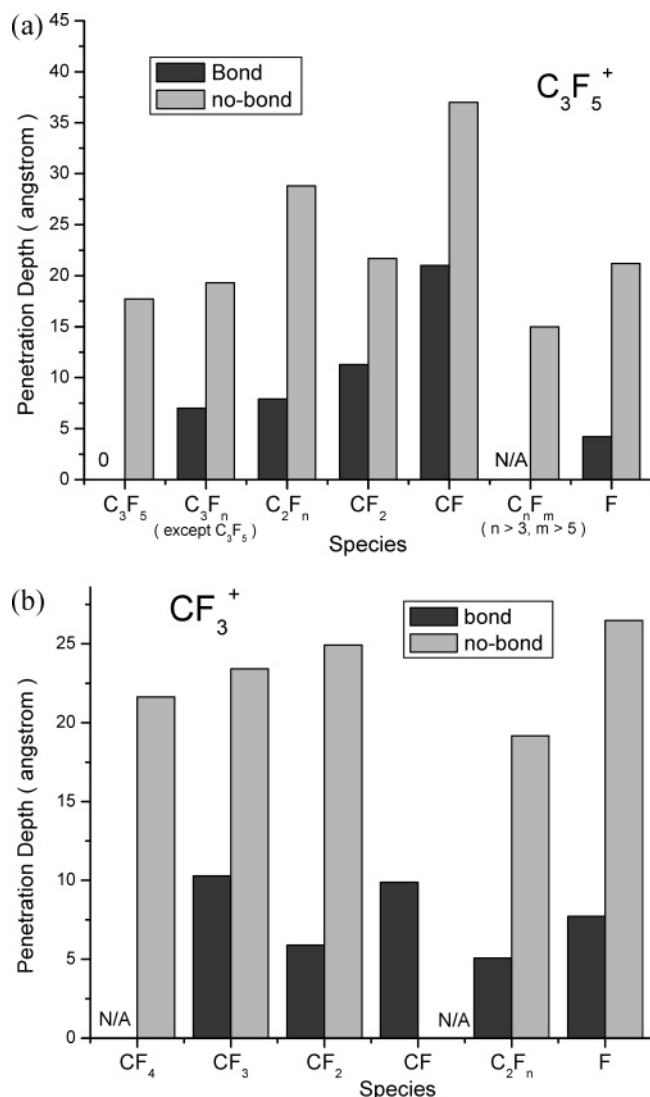 (a)
C₃F₅⁺
Bond
no-bond
Penetration Depth ( angstrom )
45
40
35
30
25
20
15
10
5
0
0
N/A
C₃F₅
C₃Fₙ
( except C₃F₅ )
C₂Fₙ
CF₂
CF
CₙFₘ
( n > 3, m > 5 )
F
Species
(b)
CF₃⁺
bond
no-bond
Penetration Depth ( angstrom )
25
20
15
10
5
0
N/A
N/A
CF₄
CF₃
CF₂
CF
C₂Fₙ
F
Species